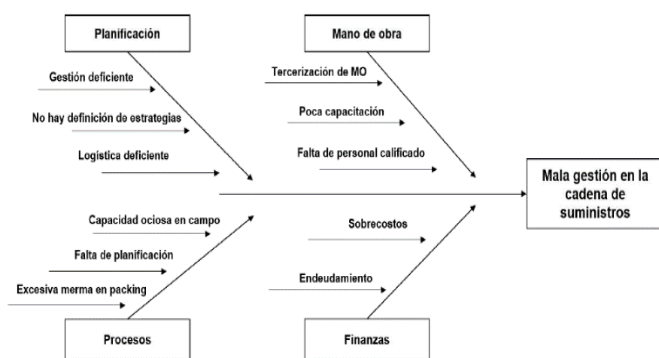 Planificación
Mano de obra
Gestión deficiente
Tercerización de MO
No hay definición de estrategias
Poca capacitación
Logística deficiente
Falta de personal calificado
Mala gestión en la
cadena de
suministros
Capacidad ociosa en campo
Sobrecostos
Falta de planificación
Endeudamiento
Excesiva merma en packing
Procesos
Finanzas